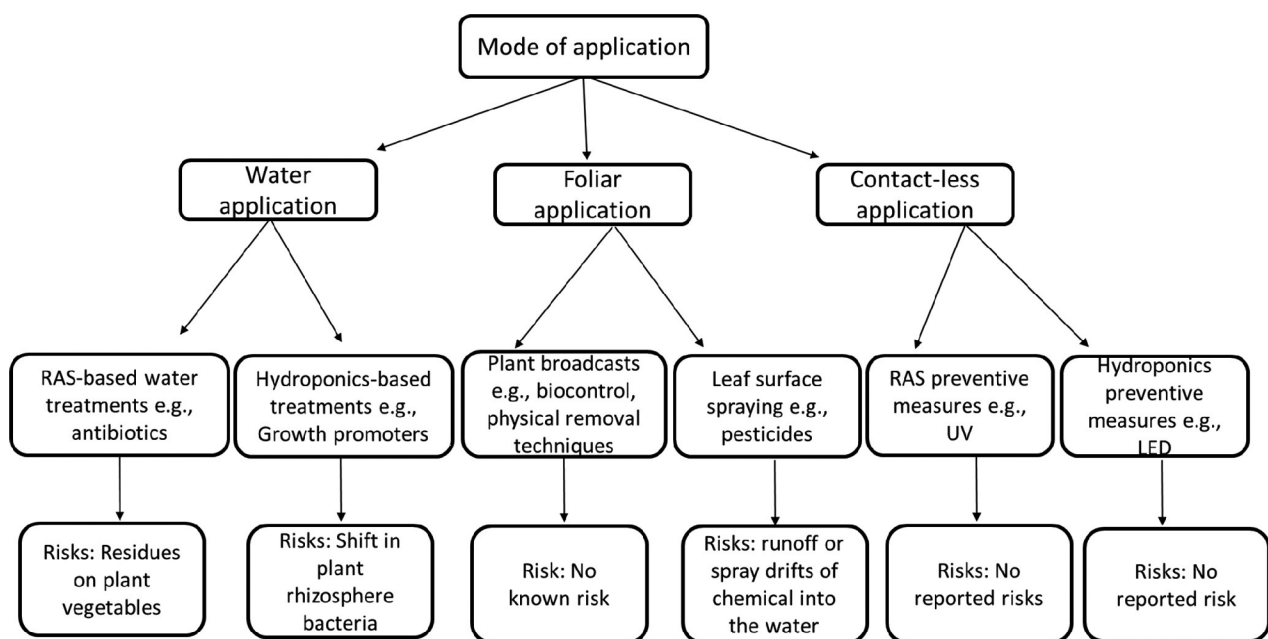 Mode of application
Water
application
Foliar
application
Contact-less
application
RAS-based water
treatments e.g.,
antibiotics
Hydroponics-based
treatments e.g.,
Growth promoters
Plant broadcasts
e.g., biocontrol,
physical removal
techniques
Leaf surface
spraying e.g.,
pesticides
RAS preventive
measures e.g.,
UV
Hydroponics
preventive
measures e.g.,
LED
Risks: Residues
on plant
vegetables
Risks: Shift in
plant
rhizosphere
bacteria
Risk: No
known risk
Risks: runoff or
spray drifts of
chemical into
the water
Risks: No
reported risks
Risks: No
reported risk